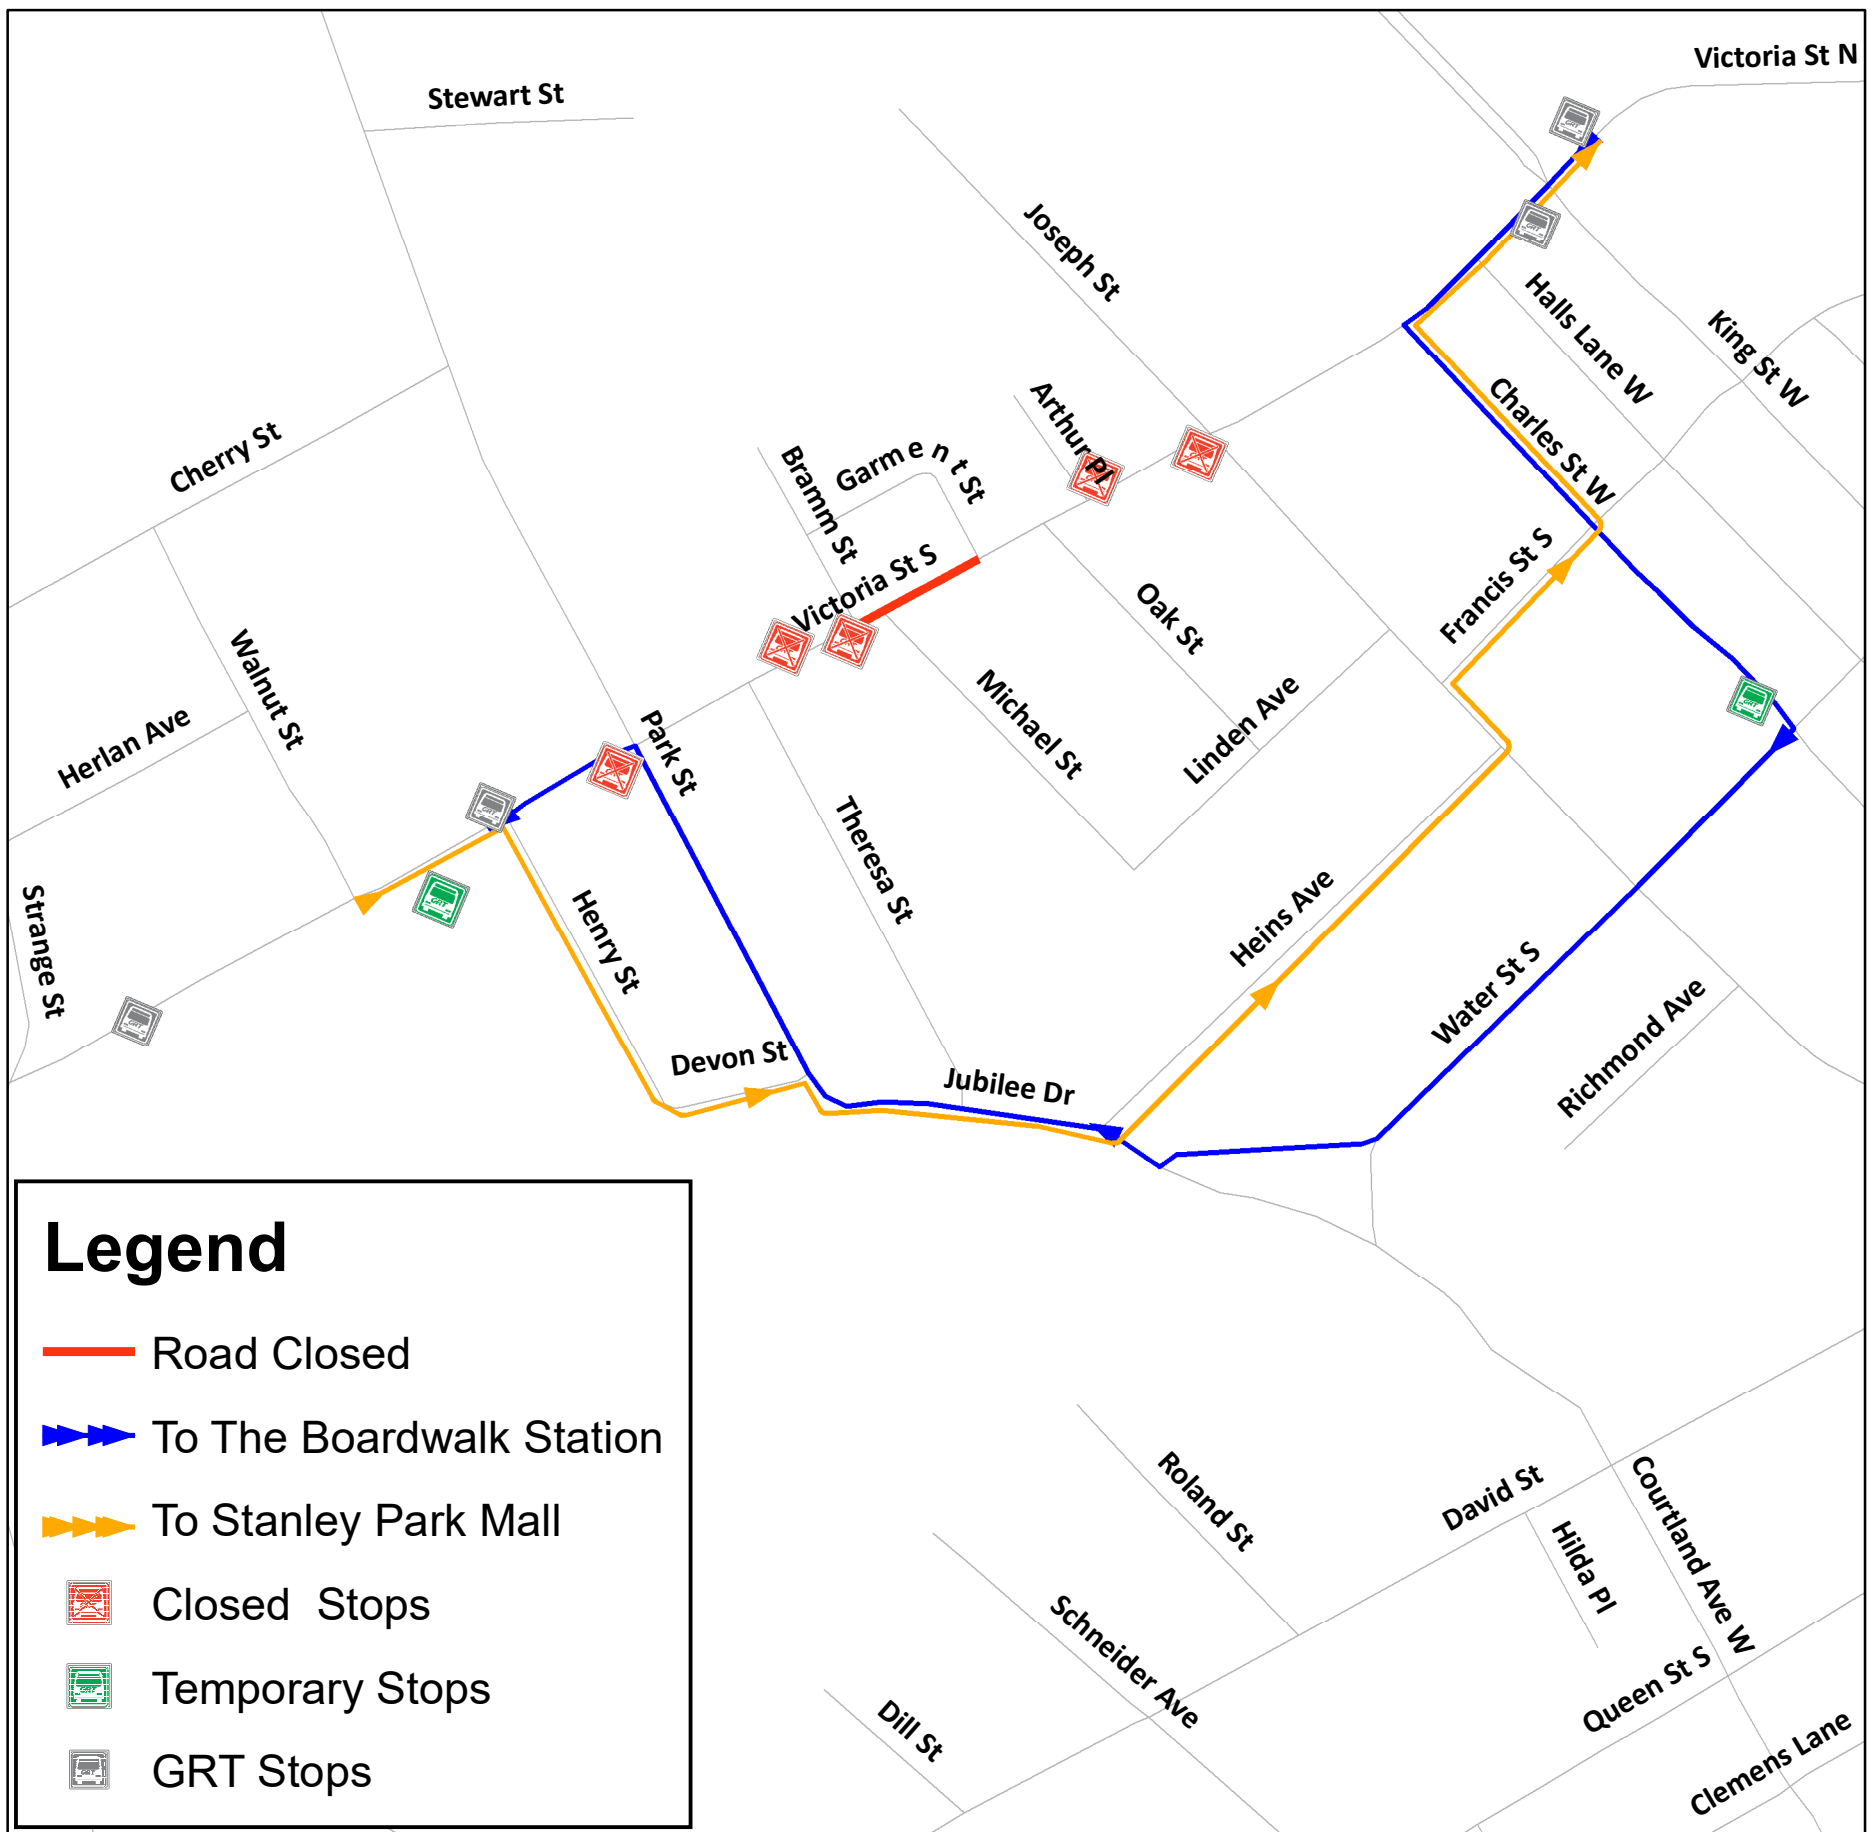 Victoria St N
Stewart St
Joseph St
Halls Lane W
King St W
Arthur Pl
Charles St W
Cherry St
Garment St
Bramm St
Victoria St S
Francis St S
Oak St
Walnut St
Michael St
Linden Ave
Herlan Ave
Park St
Theresa St
Heins Ave
Strange St
Henry St
Water St S
Richmond Ave
Devon St
Jubilee Dr
Legend
Road Closed
To The Boardwalk Station
To Stanley Park Mall
Closed Stops
Temporary Stops
GRT Stops
Roland St
David St
Courtland Ave W
Hilda Pl
Schneider Ave
Queen St S
Dill St
Clemens Lane